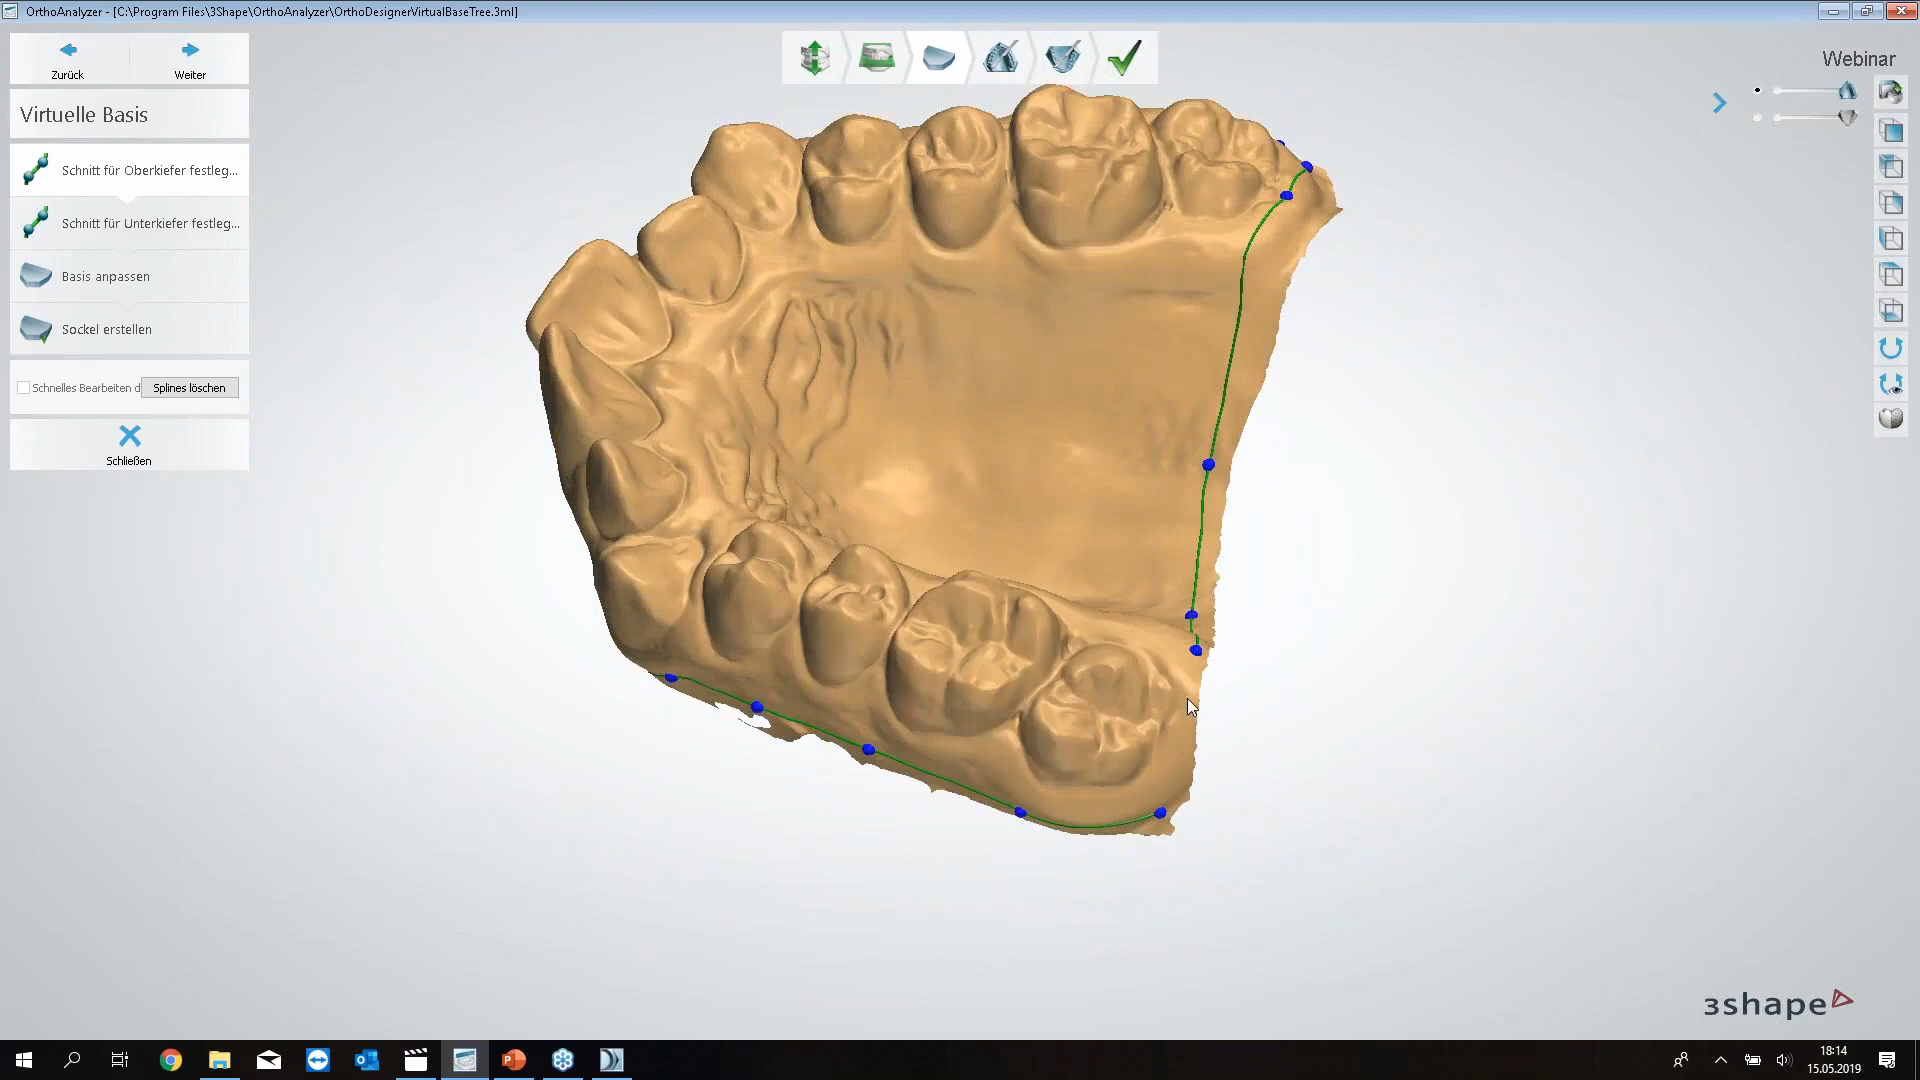 OrthoAnalyzer - [C:\Program Files\3Shape\OrthoAnalyzer\OrthoDesignerVirtualBaseTree.3ml]
Zurück
Weiter
Webinar
Virtuelle Basis
Schnitt für Oberkiefer festleg...
Schnitt für Unterkiefer festleg...
Basis anpassen
Sockel erstellen
Schnelles Bearbeiten d
Splines löschen
Schließen
3shape
18:14
15.05.2019